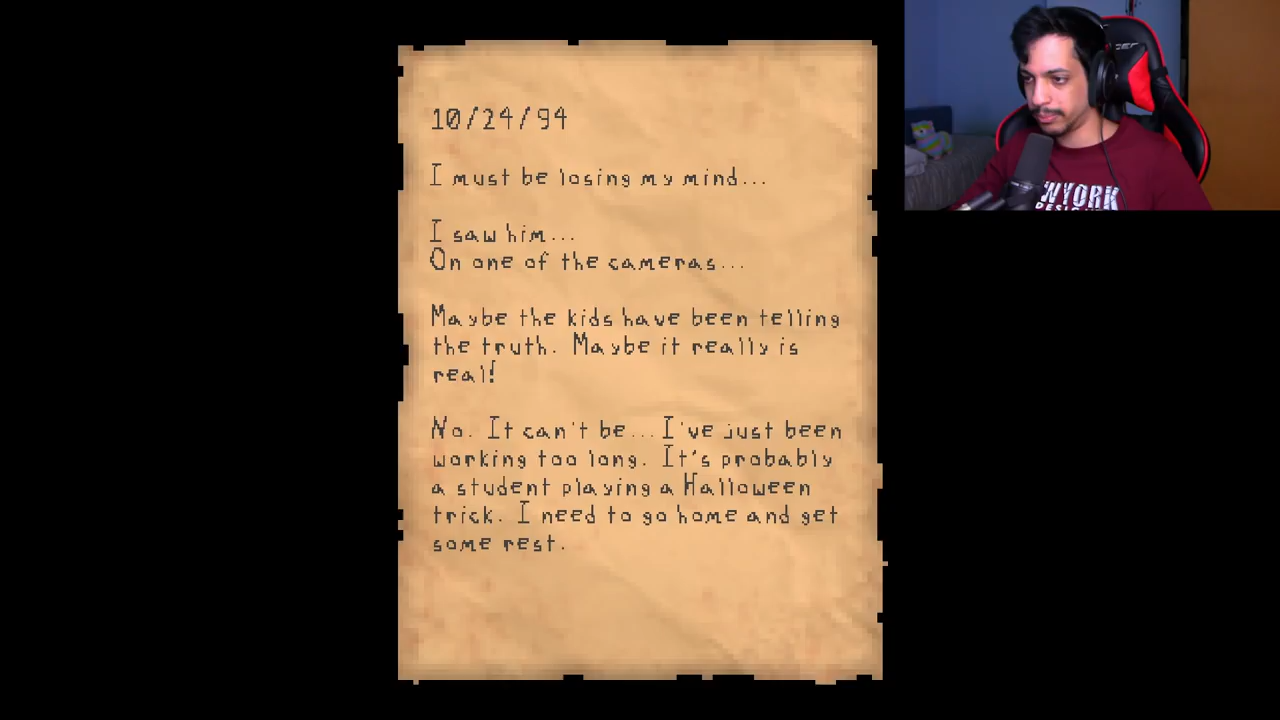 10/24/94
I must be losing my mind...
I saw him...
On one of the cameras...
Maybe the kids have been telling
the truth. Maybe it really is
real!
No. It can't be... I've just been
working too long. It's probably
a student playing a Halloween
trick. I need to go home and get
some rest.
WYORK